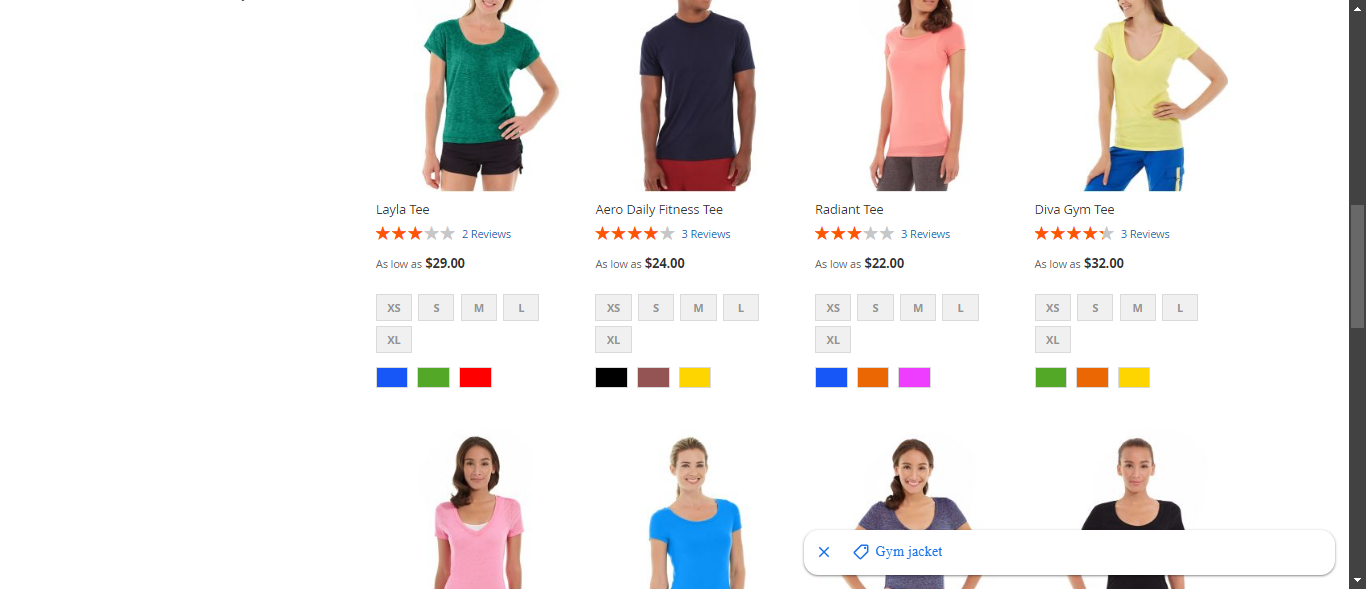 Layla Tee
2 Reviews
As low as $29.00
XS S M L
XL
Aero Daily Fitness Tee
3 Reviews
As low as $24.00
XS S M L
XL
Radiant Tee
3 Reviews
As low as $22.00
XS S M L
XL
Diva Gym Tee
3 Reviews
As low as $32.00
XS S M L
XL
Gym jacket